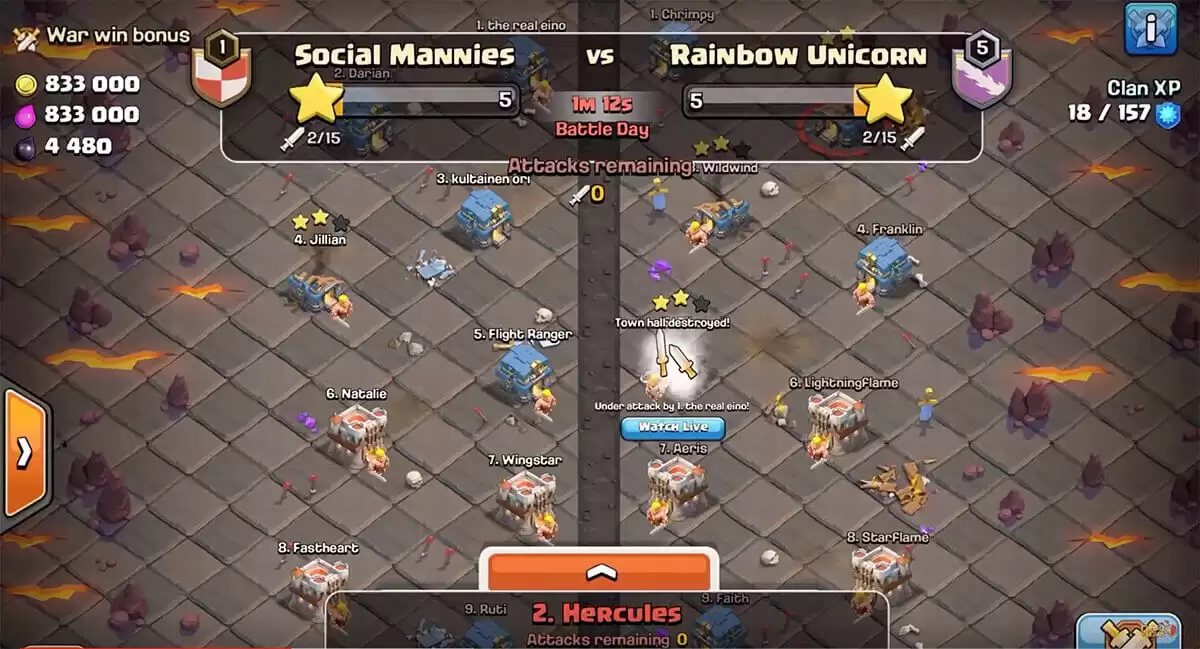 War win bonus
833 000
833 000
4 480
1. the real eino
1. Chrimpy
1
Social Mannies
vs
Rainbow Unicorn
5
2. Darian
5
5
1M 12s
Battle Day
2/15
2/15
Clan XP
18 / 157
Attacks remaining:
0
Wildwind
3. kultainen ori
4. Jillian
4. Franklin
5. Flight Ranger
Town hall destroyed!
Under attack by 1. the real eino!
Watch Live
6. Natalie
6. Lightningflame
7. Wingstar
7. Aeris
8. Fastheart
8. Starflame
9. Ruti
9. Faith
2. Hercules
Attacks remaining 0